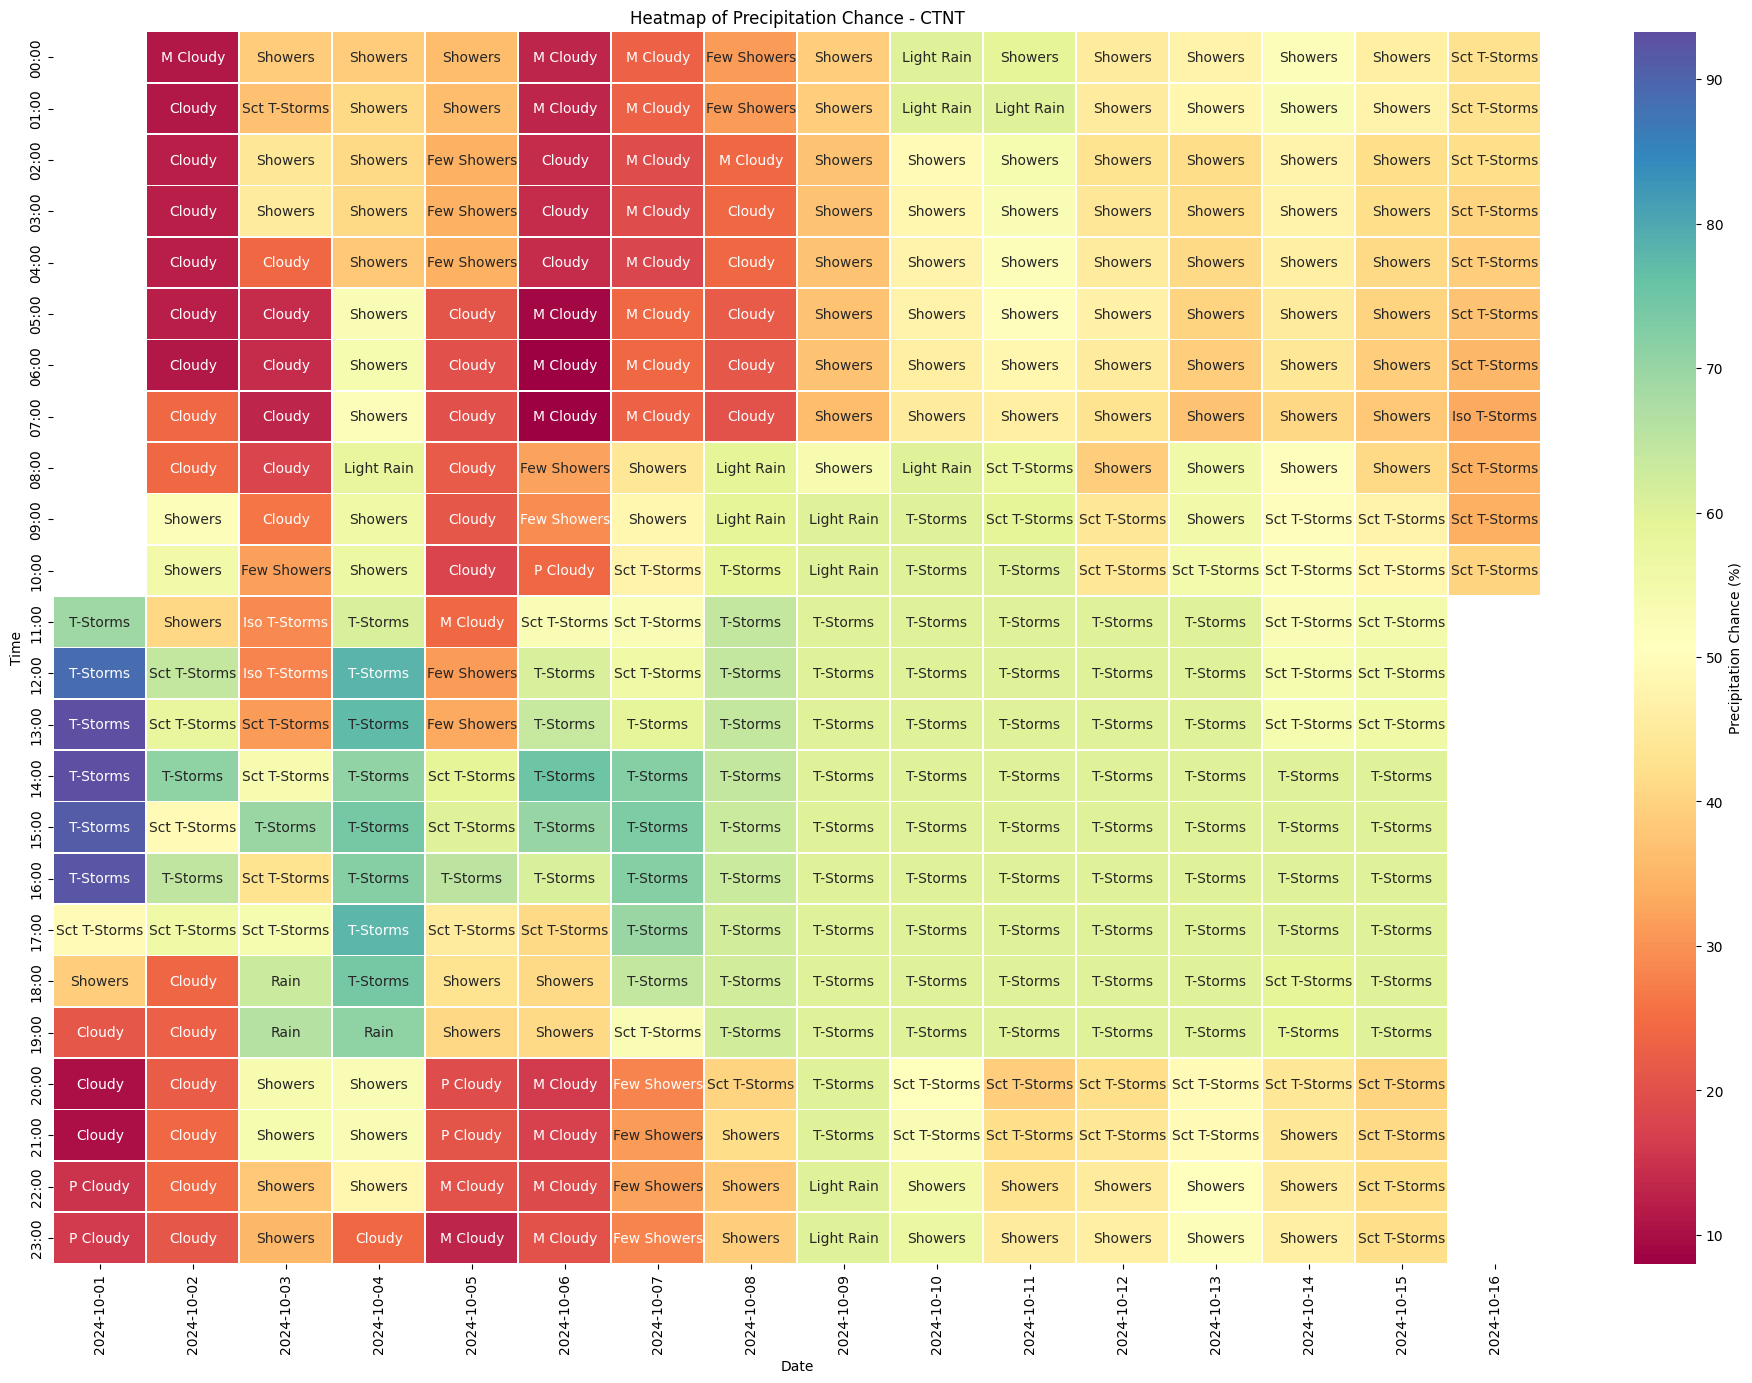 Heatmap of Precipitation Chance - CTNT
00:00 M Cloudy Showers Showers Showers M Cloudy M Cloudy Few Showers Showers Light Rain Showers Showers Showers Showers Showers Sct T-Storms
01:00 Cloudy Sct T-Storms Showers Showers M Cloudy M Cloudy Few Showers Showers Light Rain Light Rain Showers Showers Showers Showers Sct T-Storms
02:00 Cloudy Showers Showers Few Showers Cloudy M Cloudy M Cloudy Showers Showers Showers Showers Showers Showers Showers Sct T-Storms
03:00 Cloudy Showers Showers Few Showers Cloudy M Cloudy Cloudy Showers Showers Showers Showers Showers Showers Showers Sct T-Storms
04:00 Cloudy Cloudy Showers Few Showers Cloudy M Cloudy Cloudy Showers Showers Showers Showers Showers Showers Showers Sct T-Storms
05:00 Cloudy Cloudy Showers Cloudy M Cloudy M Cloudy Cloudy Showers Showers Showers Showers Showers Showers Showers Sct T-Storms
06:00 Cloudy Cloudy Showers Cloudy M Cloudy M Cloudy Cloudy Showers Showers Showers Showers Showers Showers Showers Sct T-Storms
07:00 Cloudy Cloudy Showers Cloudy M Cloudy M Cloudy Cloudy Showers Showers Showers Showers Showers Showers Showers Iso T-Storms
08:00 Cloudy Cloudy Light Rain Cloudy Few Showers Showers Light Rain Showers Light Rain Sct T-Storms Showers Showers Showers Showers Sct T-Storms
09:00 Showers Cloudy Showers Cloudy Few Showers Showers Light Rain Light Rain T-Storms Sct T-Storms Sct T-Storms Showers Sct T-Storms Sct T-Storms Sct T-Storms
10:00 Showers Few Showers Showers Cloudy P Cloudy Sct T-Storms T-Storms Light Rain T-Storms T-Storms Sct T-Storms Sct T-Storms Sct T-Storms Sct T-Storms Sct T-Storms
11:00 T-Storms Showers Iso T-Storms T-Storms M Cloudy Sct T-Storms Sct T-Storms T-Storms T-Storms T-Storms T-Storms T-Storms T-Storms Sct T-Storms Sct T-Storms
12:00 T-Storms Sct T-Storms Iso T-Storms T-Storms Few Showers T-Storms Sct T-Storms T-Storms T-Storms T-Storms T-Storms T-Storms T-Storms Sct T-Storms Sct T-Storms
13:00 T-Storms Sct T-Storms Sct T-Storms T-Storms Few Showers T-Storms T-Storms T-Storms T-Storms T-Storms T-Storms T-Storms T-Storms Sct T-Storms Sct T-Storms
14:00 T-Storms T-Storms Sct T-Storms T-Storms Sct T-Storms T-Storms T-Storms T-Storms T-Storms T-Storms T-Storms T-Storms T-Storms T-Storms T-Storms
15:00 T-Storms Sct T-Storms T-Storms T-Storms Sct T-Storms T-Storms T-Storms T-Storms T-Storms T-Storms T-Storms T-Storms T-Storms T-Storms T-Storms
16:00 T-Storms T-Storms Sct T-Storms T-Storms T-Storms T-Storms T-Storms T-Storms T-Storms T-Storms T-Storms T-Storms T-Storms T-Storms T-Storms
17:00 Sct T-Storms Sct T-Storms Sct T-Storms T-Storms Sct T-Storms Sct T-Storms T-Storms T-Storms T-Storms T-Storms T-Storms T-Storms T-Storms T-Storms T-Storms
18:00 Showers Cloudy Rain T-Storms Showers Showers T-Storms T-Storms T-Storms T-Storms T-Storms T-Storms T-Storms Sct T-Storms T-Storms
19:00 Cloudy Cloudy Rain Rain Showers Showers Sct T-Storms T-Storms T-Storms T-Storms T-Storms T-Storms T-Storms T-Storms T-Storms
20:00 Cloudy Cloudy Showers Showers P Cloudy M Cloudy Few Showers Sct T-Storms T-Storms Sct T-Storms Sct T-Storms Sct T-Storms Sct T-Storms Sct T-Storms Sct T-Storms
21:00 Cloudy Cloudy Showers Showers P Cloudy M Cloudy Few Showers Showers T-Storms Sct T-Storms Sct T-Storms Sct T-Storms Sct T-Storms Showers Sct T-Storms
22:00 P Cloudy Cloudy Showers Showers M Cloudy M Cloudy Few Showers Showers Light Rain Showers Showers Showers Showers Showers Sct T-Storms
23:00 P Cloudy Cloudy Showers Cloudy M Cloudy M Cloudy Few Showers Showers Light Rain Showers Showers Showers Showers Showers Sct T-Storms
Time
2024-10-01 2024-10-02 2024-10-03 2024-10-04 2024-10-05 2024-10-06 2024-10-07 2024-10-08 2024-10-09 2024-10-10 2024-10-11 2024-10-12 2024-10-13 2024-10-14 2024-10-15 2024-10-16
Date
90
80
70
60
50
40
30
20
10
Precipitation Chance (%)